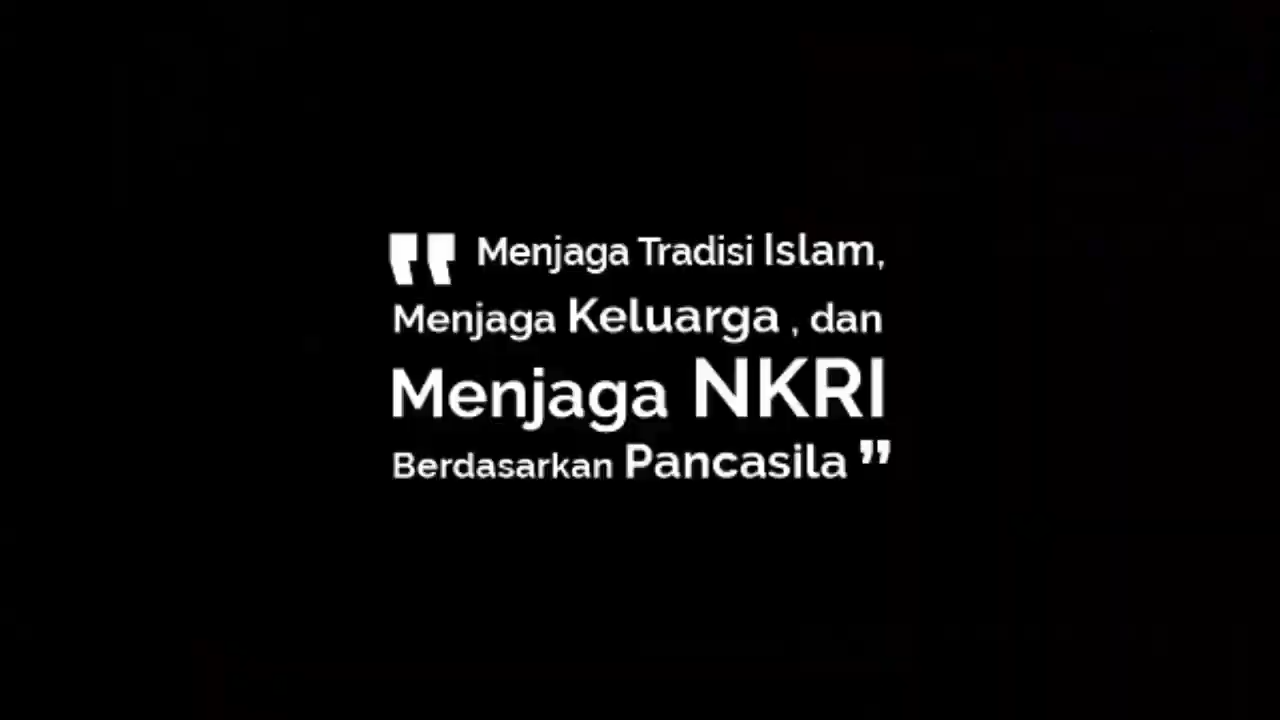 " Menjaga Tradisi Islam,
Menjaga Keluarga , dan
Menjaga NKRI
Berdasarkan Pancasila "